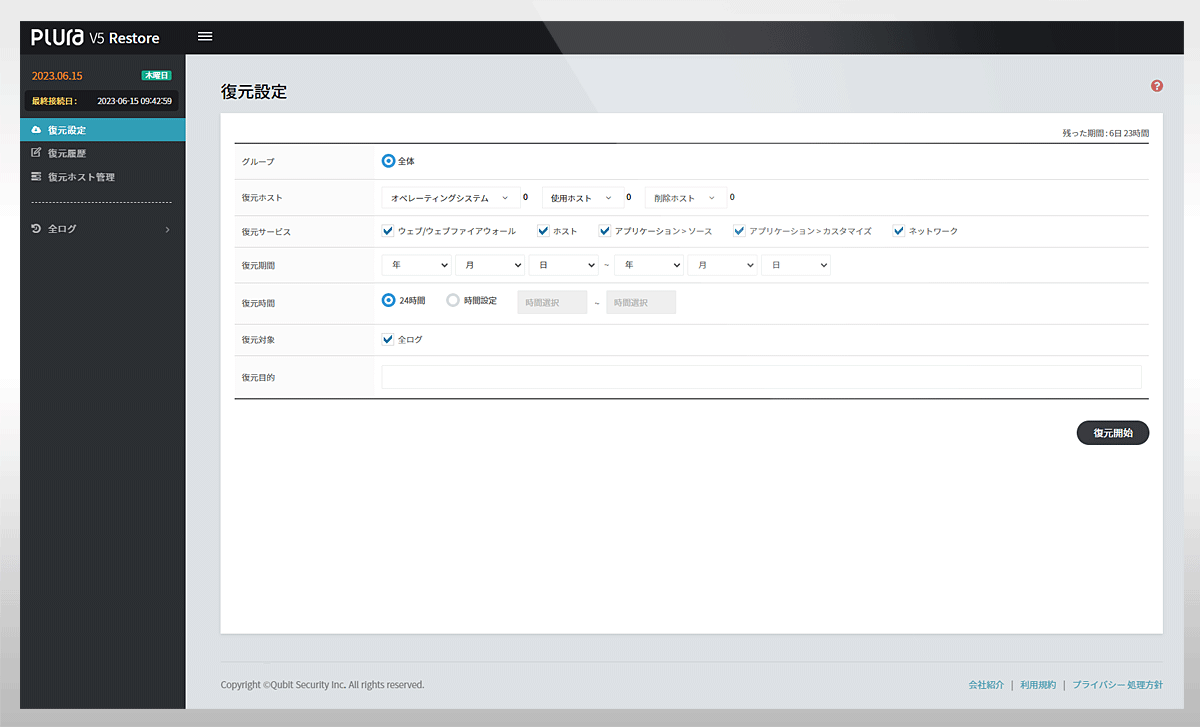 PLURA V5 Restore
2023.06.15 木曜日
最終接続日 : 2023-06-15 09:42:59
復元設定
復元履歴
復元ホスト管理
全ログ
復元設定
残った期間 : 6日 23時間
グループ 全体
復元ホスト オペレーティングシステム 0 使用ホスト 0 削除ホスト 0
復元サービス ウェブ/ウェブファイアウォール ホスト アプリケーション > ソース アプリケーション > カスタマイズ ネットワーク
復元期間 年 月 日 ~ 年 月 日
復元時間 24時間 時間設定 時間選択 ~ 時間選択
復元対象 全ログ
復元目的
復元開始
Copyright ©Qubit Security Inc. All rights reserved.
会社紹介 | 利用規約 | プライバシー 処理方針